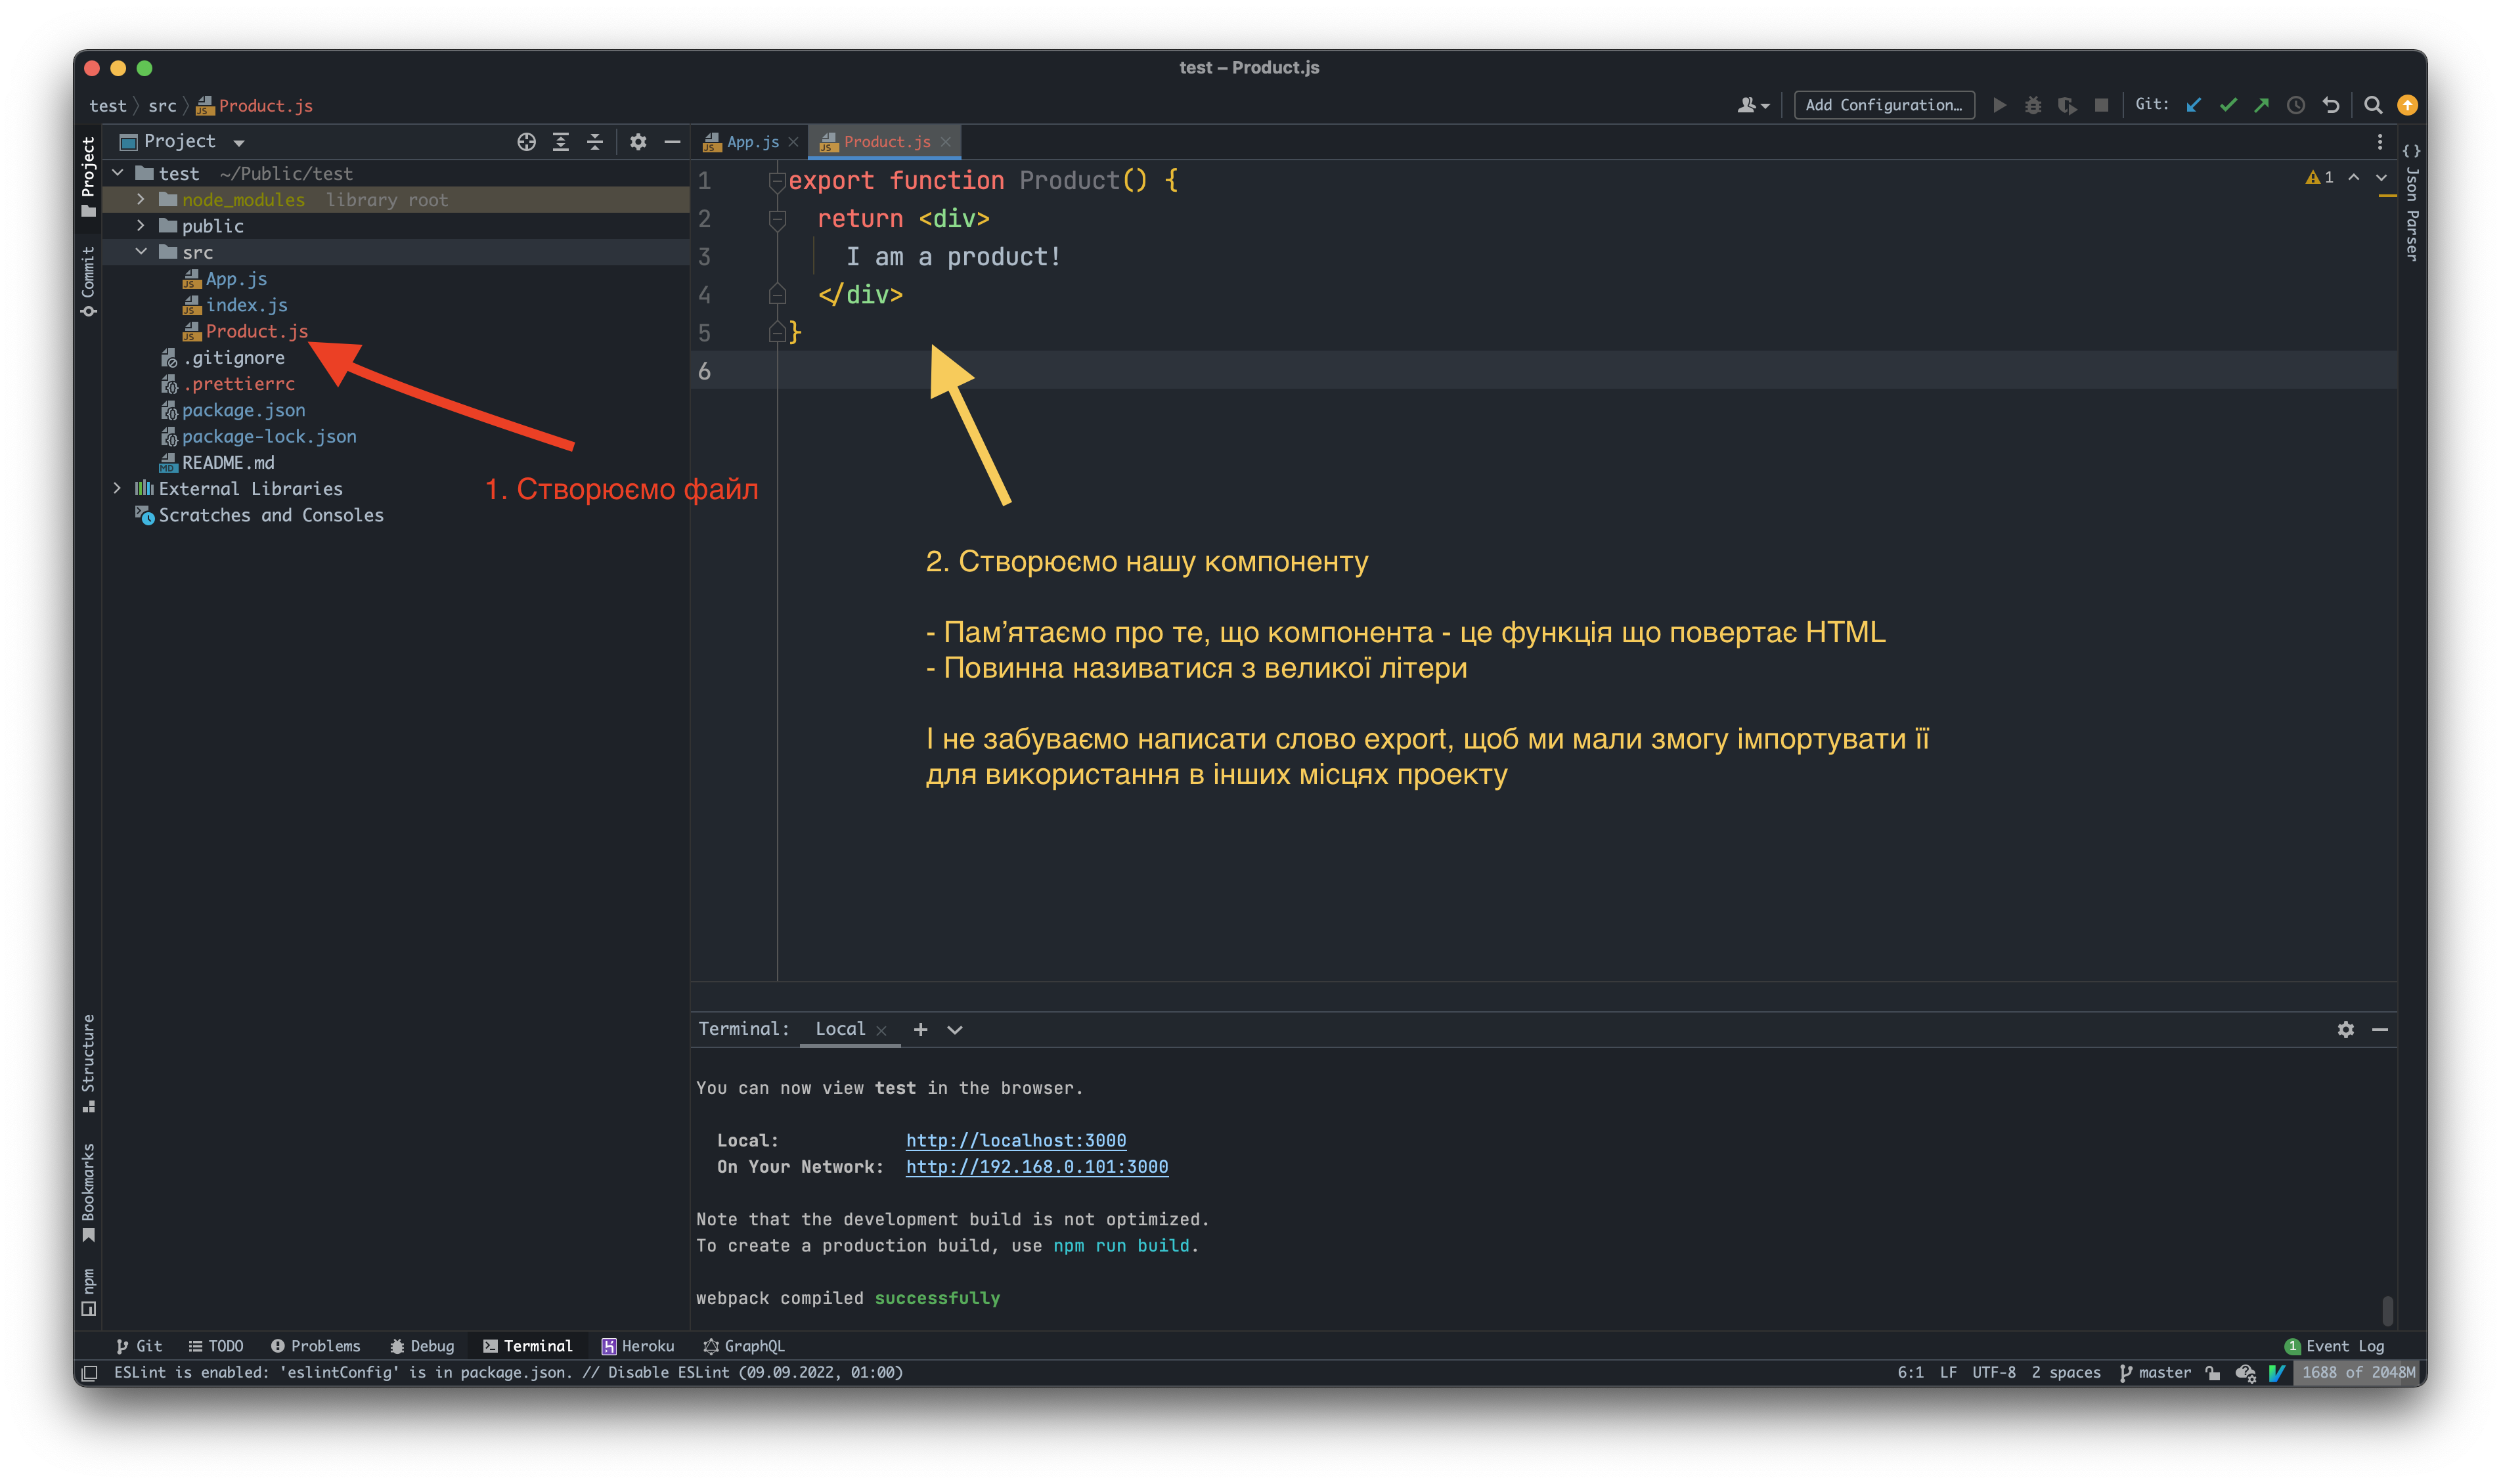 test – Product.js
test src Product.js
Add Configuration... Git:
Project
App.js Product.js
Project
Commit
Structure
Bookmarks
npm
test ~/Public/test
node_modules library root
public
src
App.js
index.js
Product.js
.gitignore
.prettierrc
package.json
package-lock.json
README.md
External Libraries
Scratches and Consoles
1. Створюємо файл
1 export function Product() {
2 return <div>
3 I am a product!
4 </div>
5 }
6
1
Json Parser
2. Створюємо нашу компоненту
- Пам’ятаємо про те, що компонента - це функція що повертає HTML
- Повинна називатися з великої літери
І не забуваємо написати слово export, щоб ми мали змогу імпортувати її
для використання в інших місцях проекту
Terminal: Local
You can now view test in the browser.
Local: http://localhost:3000
On Your Network: http://192.168.0.101:3000
Note that the development build is not optimized.
To create a production build, use npm run build.
webpack compiled successfully
Git TODO Problems Debug Terminal Heroku GraphQL 1 Event Log
ESLint is enabled: 'eslintConfig' is in package.json. // Disable ESLint (09.09.2022, 01:00) 6:1 LF UTF-8 2 spaces master 1688 of 2048M